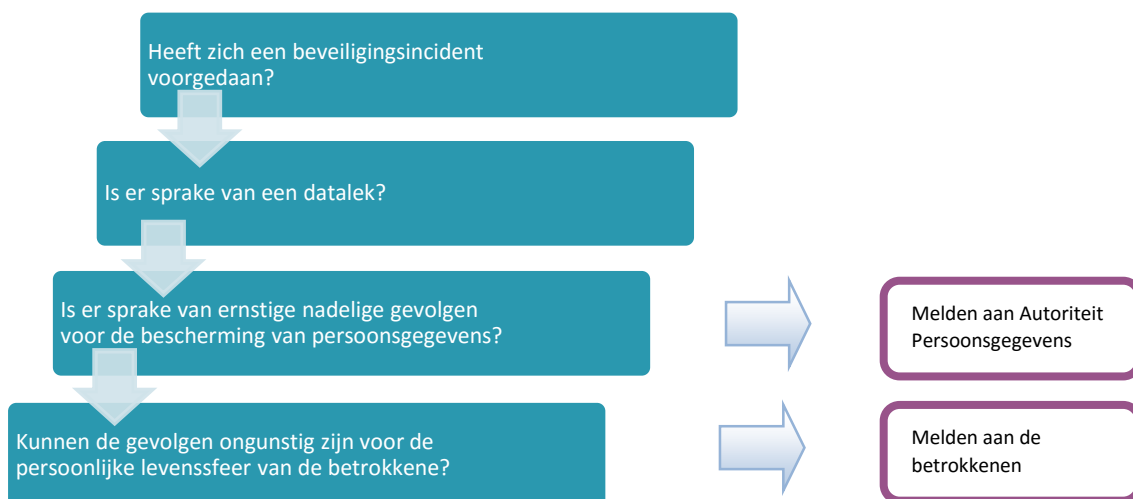 Heeft zich een beveiligingsincident
voorgedaan?
Is er sprake van een datalek?
Is er sprake van ernstige nadelige gevolgen
voor de bescherming van persoonsgegevens?
Melden aan Autoriteit
Persoonsgegevens
Kunnen de gevolgen ongunstig zijn voor de
persoonlijke levenssfeer van de betrokkene?
Melden aan de
betrokkenen